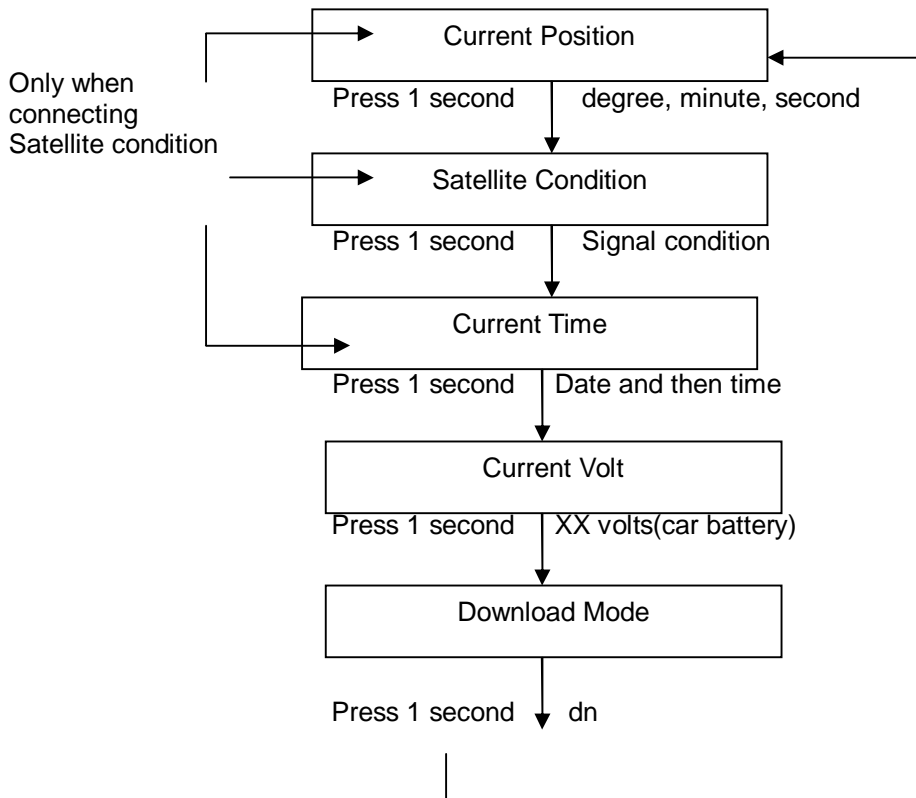 Current Position
Only when
connecting
Satellite condition
Press 1 second degree, minute, second
Satellite Condition
Press 1 second Signal condition
Current Time
Press 1 second Date and then time
Current Volt
Press 1 second XX volts(car battery)
Download Mode
Press 1 second dn